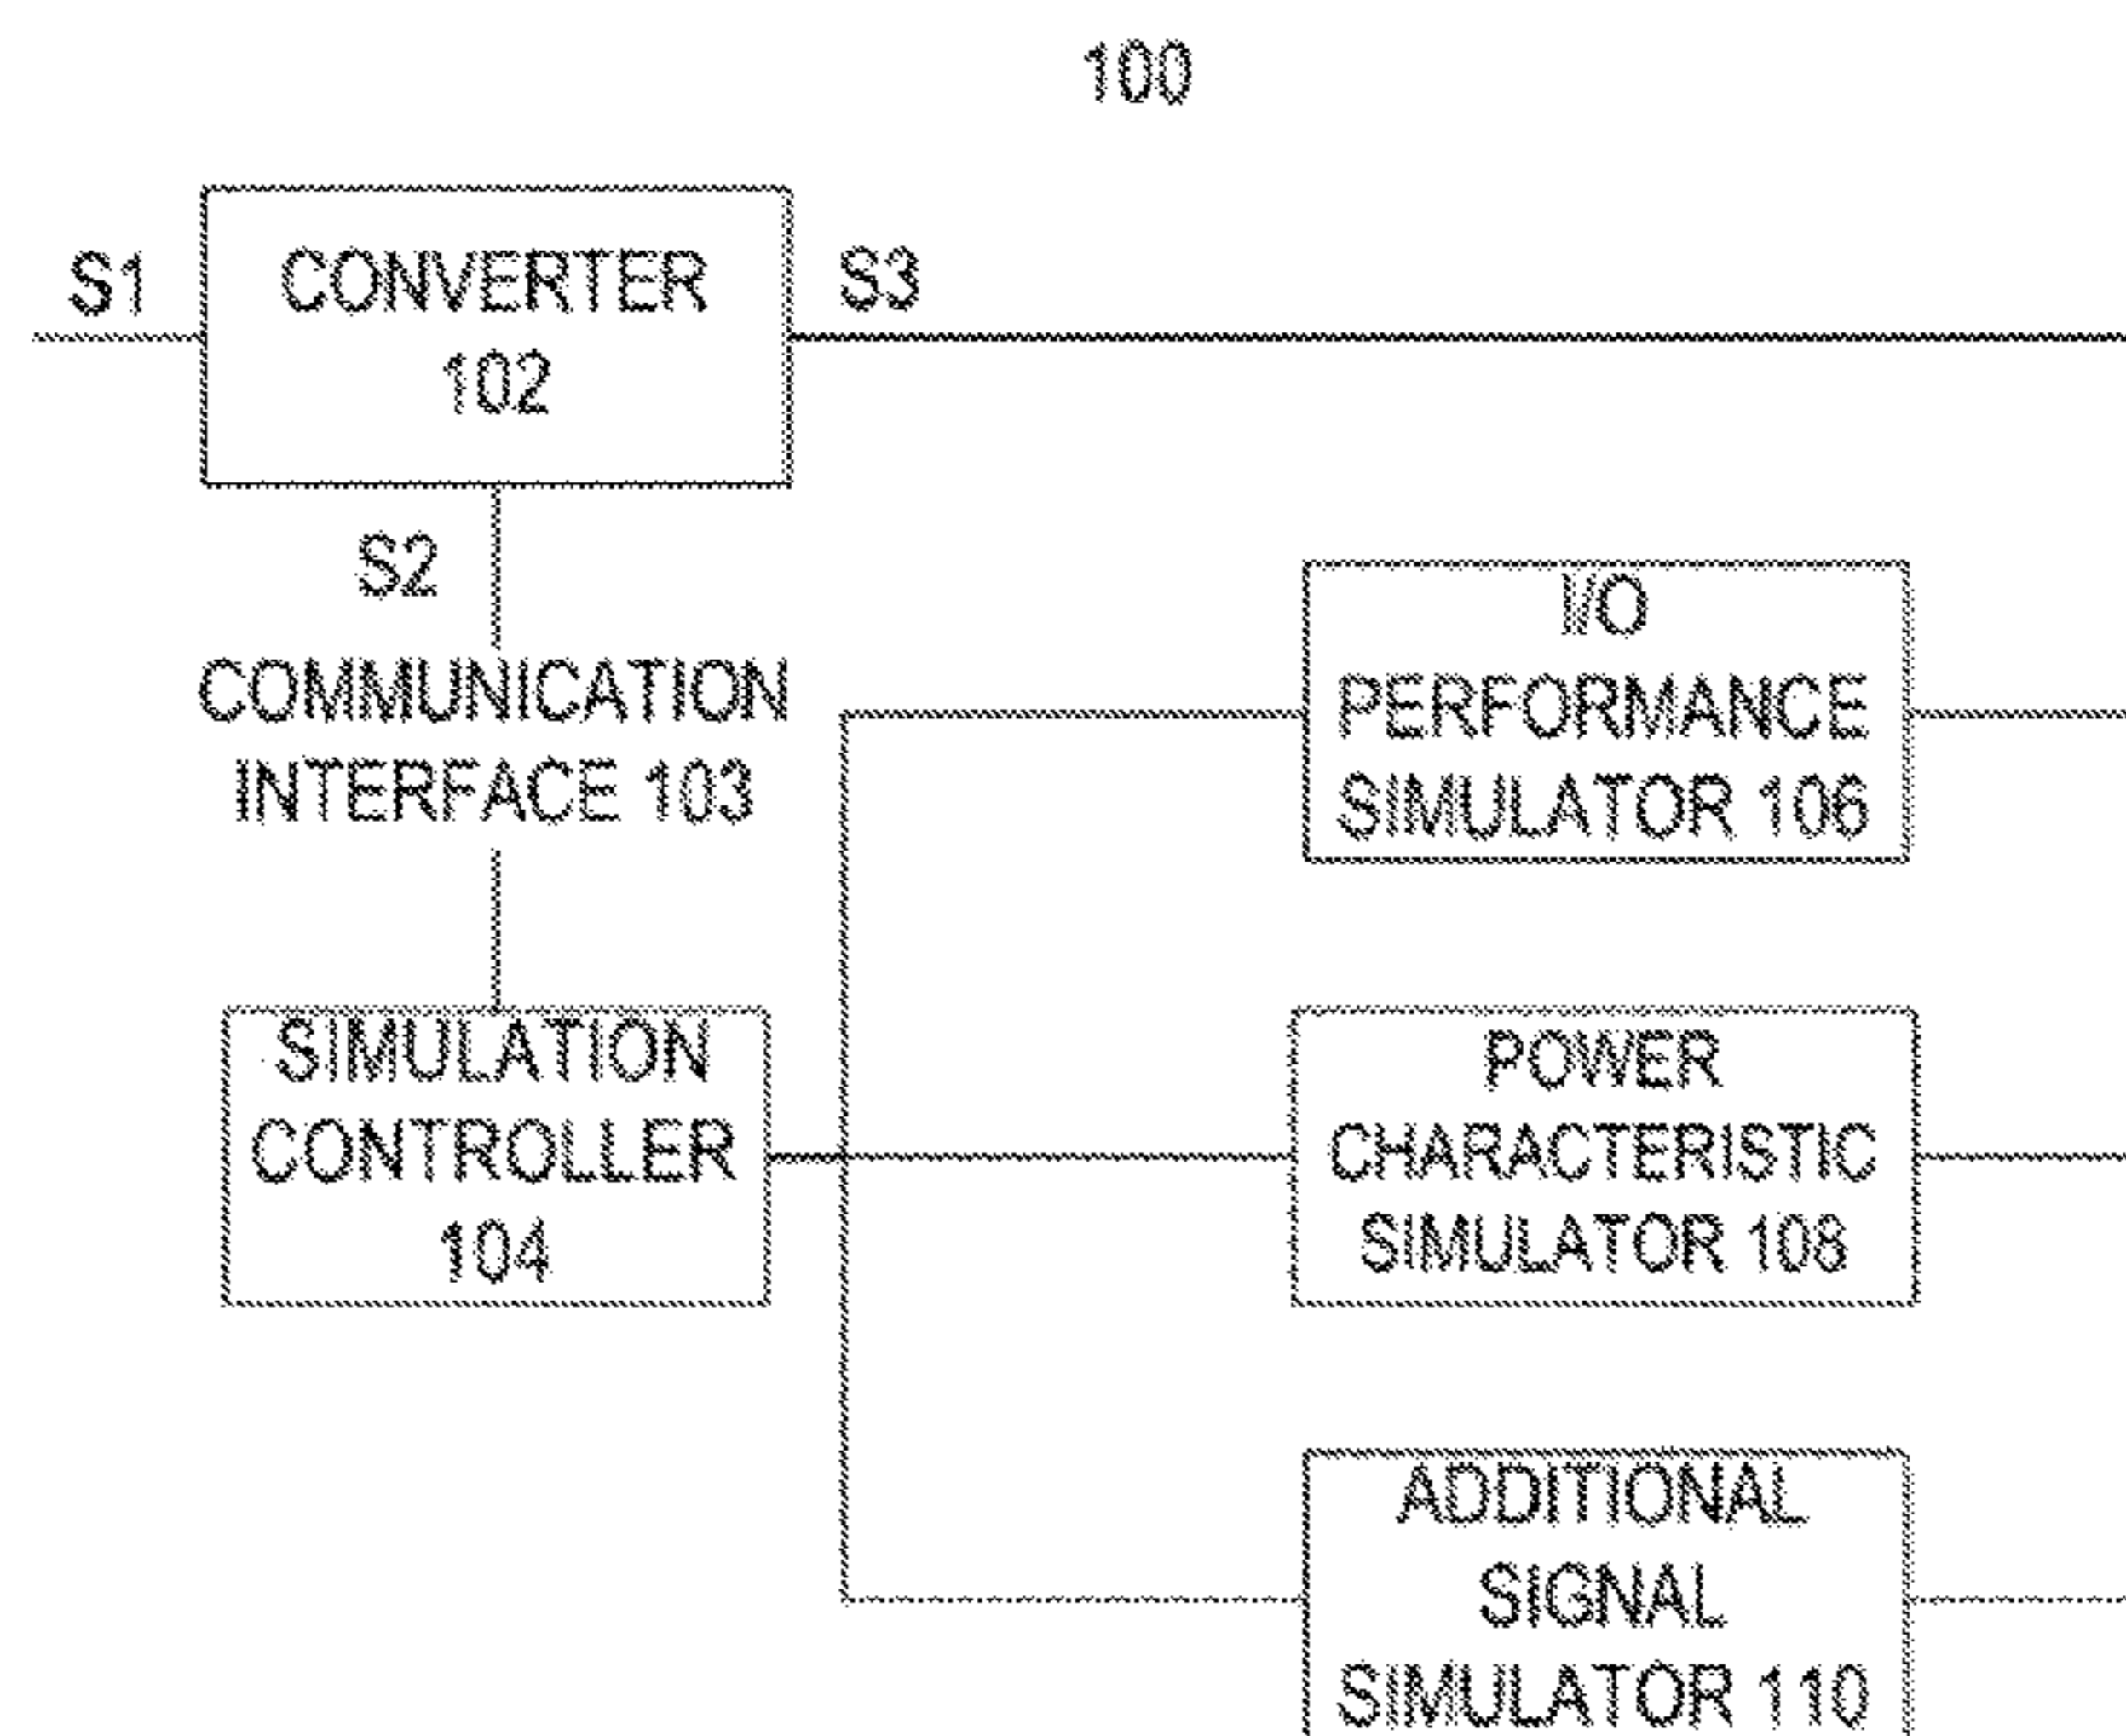 100
S1
CONVERTER
102
S3
S2
COMMUNICATION
INTERFACE 103
I/O
PERFORMANCE
SIMULATOR 106
SIMULATION
CONTROLLER
104
POWER
CHARACTERISTIC
SIMULATOR 108
ADDITIONAL
SIGNAL
SIMULATOR 110